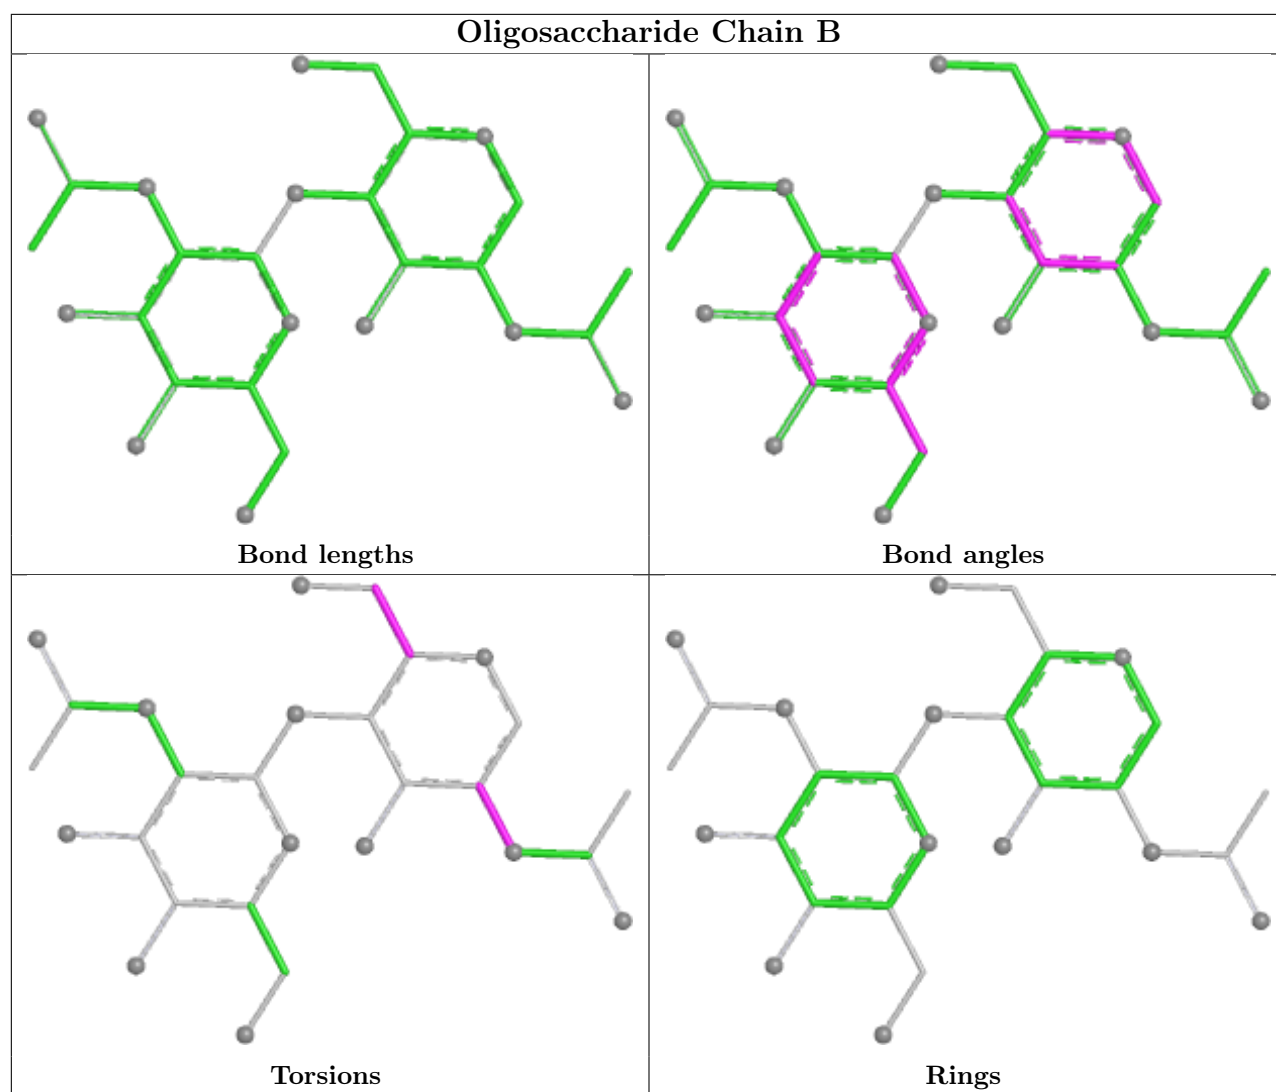 Oligosaccharide Chain B
Bond lengths
Bond angles
Torsions
Rings